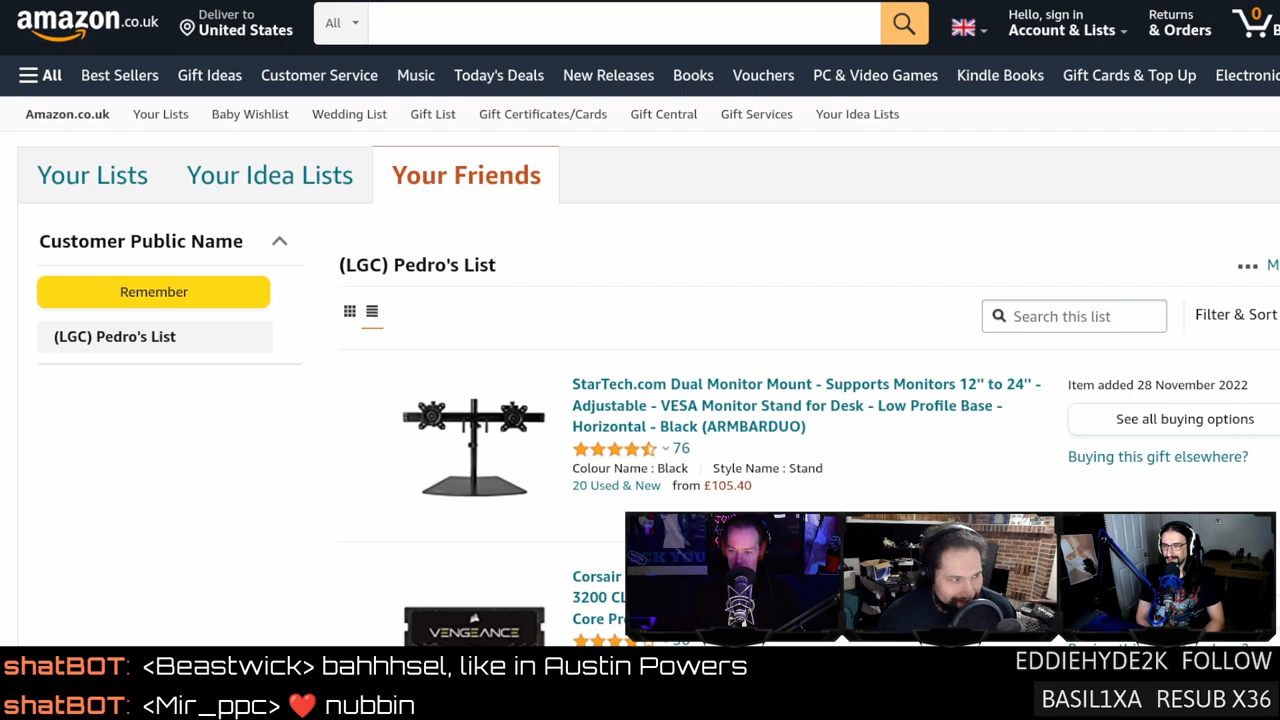 amazon.co.uk
Deliver to
United States
All
Hello, sign in
Account & Lists
Returns
& Orders
0
All Best Sellers Gift Ideas Customer Service Music Today's Deals New Releases Books Vouchers PC & Video Games Kindle Books Gift Cards & Top Up Electronic
Amazon.co.uk Your Lists Baby Wishlist Wedding List Gift List Gift Certificates/Cards Gift Central Gift Services Your Idea Lists
Your Lists Your Idea Lists Your Friends
Customer Public Name
Remember
(LGC) Pedro's List
(LGC) Pedro's List
... M
Search this list
Filter & Sort
StarTech.com Dual Monitor Mount - Supports Monitors 12" to 24" -
Adjustable - VESA Monitor Stand for Desk - Low Profile Base -
Horizontal - Black (ARMBARDUO)
76
Colour Name : Black Style Name : Stand
20 Used & New from £105.40
Item added 28 November 2022
See all buying options
Buying this gift elsewhere?
Corsair
3200 CL
Core Pr
VENGEANCE
shatBOT: <Beastwick> bahhhsel, like in Austin Powers
shatBOT: <Mir_ppc> ❤️ nubbin
EDDIEHYDE2K FOLLOW
BASIL1XA RESUB X36